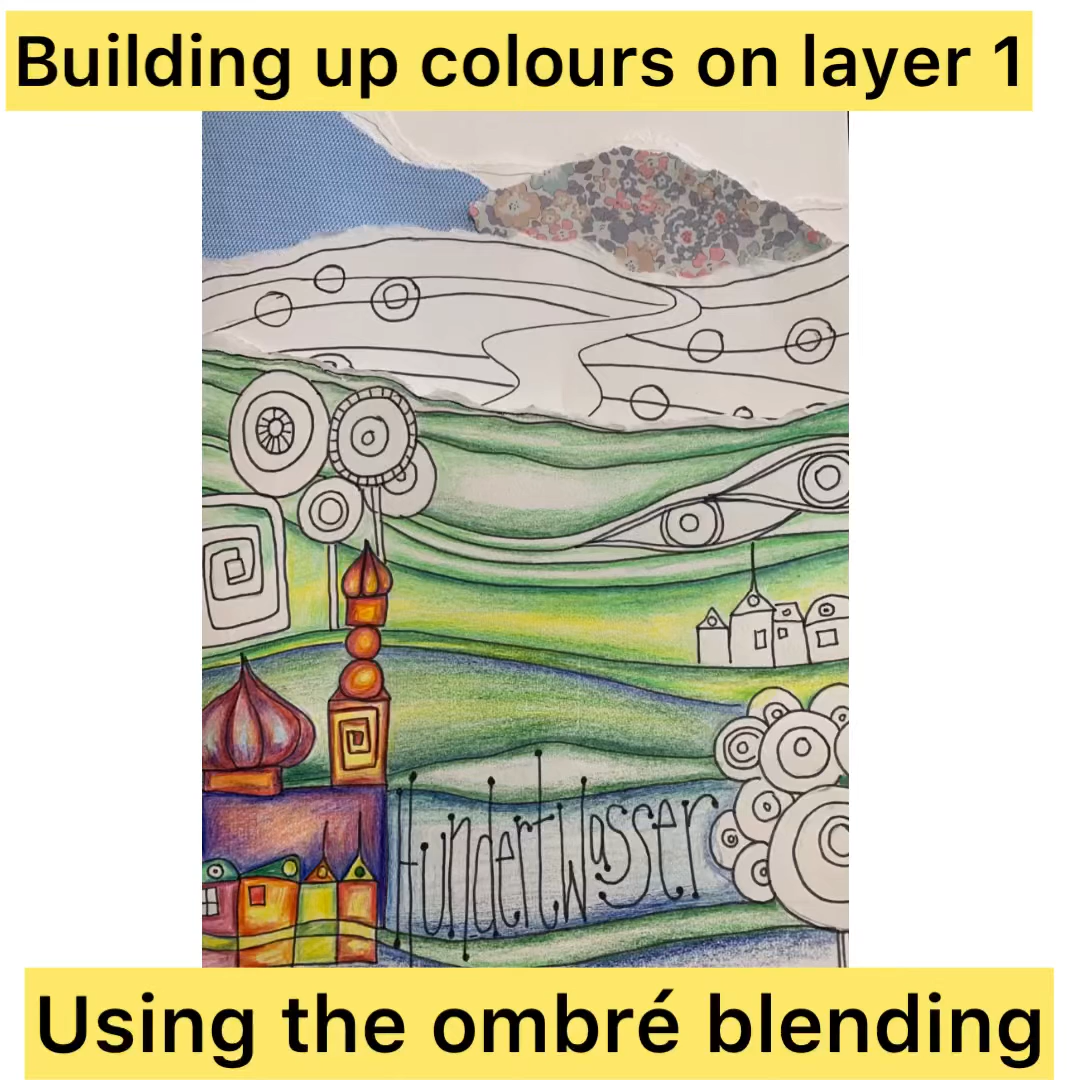 Building up colours on layer 1
Hundertwasser
Using the ombré blending